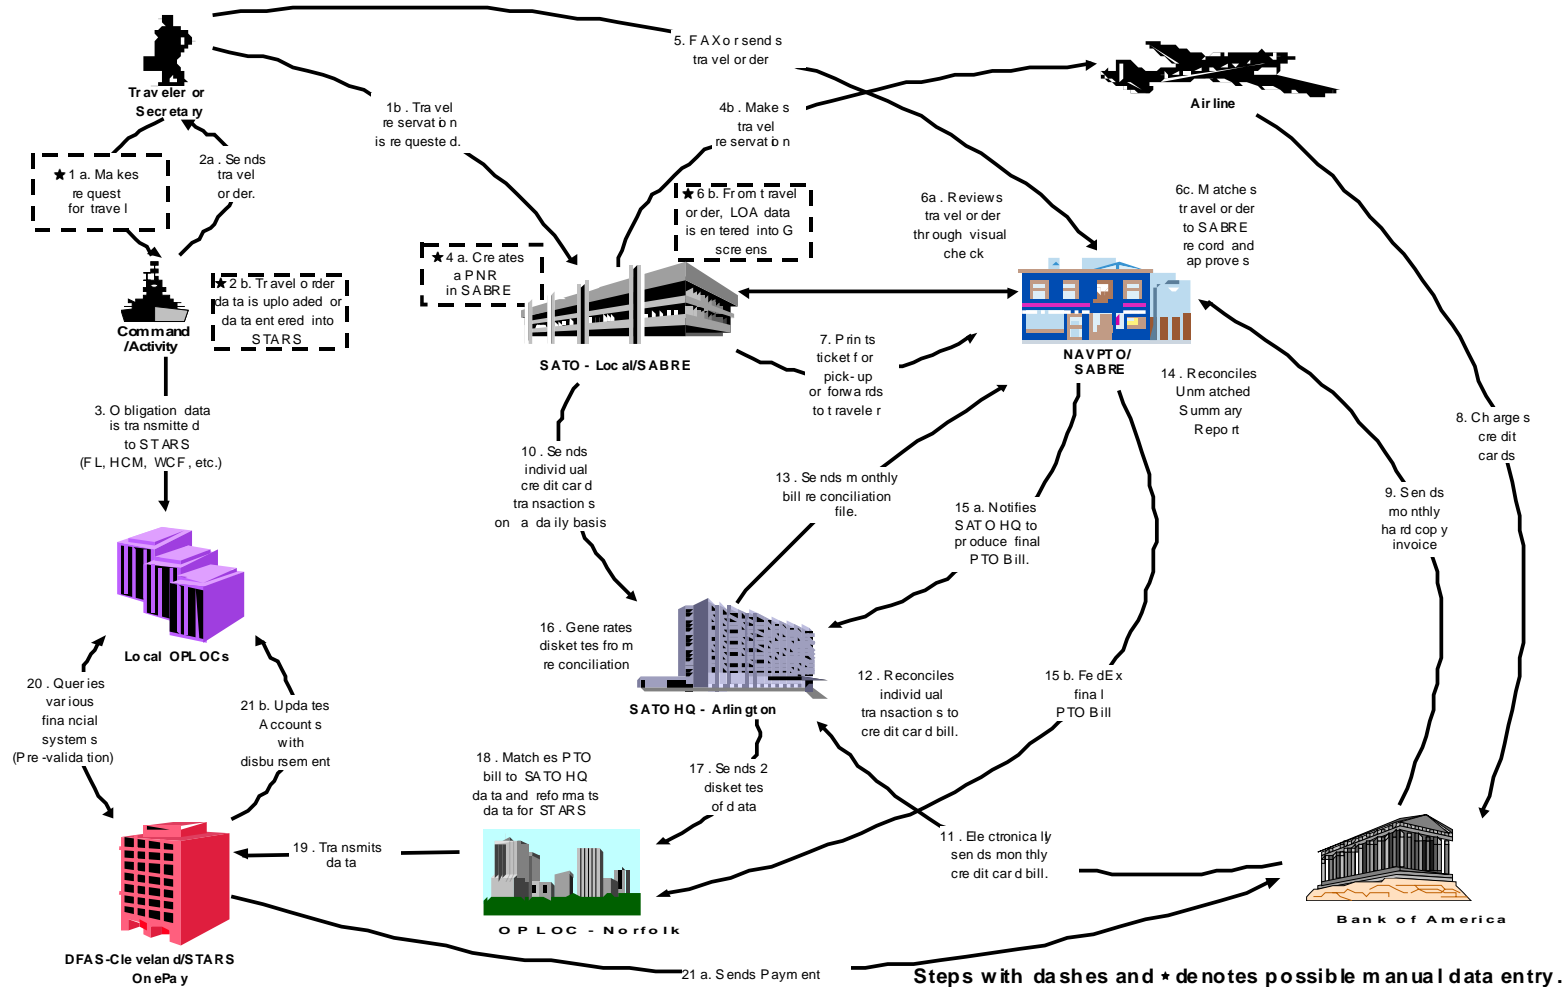 5. FAX or sends
travel order
Traveler or
Secretary
Airline
1b. Travel
reservation
is requested.
4b. Makes
travel
reservation
2a. Sends
travel
order.
★ 1a. Makes
request
for travel
★ 6b. From travel
order, LOA data
is entered into G
screens
6a. Reviews
travel order
through visual
check
6c. Matches
travel order
to SABRE
record and
approves
★ 4a. Creates
a PNR
in SABRE
★ 2b. Travel order
data is uploaded or
data entered into
STARS
Command
/Activity
SATO - Local/SABRE
7. Prints
ticket for
pick-up
or forwards
to traveler
NAVPTO/
SABRE
14. Reconciles
Unmatched
Summary
Report
3. Obligation data
is transmitted
to STARS
(FL, HCM, WCF, etc.)
8. Charges
credit
cards
10. Sends
individual
credit card
transactions
on a daily basis
13. Sends monthly
bill reconciliation
file.
15a. Notifies
SATO HQ to
produce final
PTO Bill.
9. Sends
monthly
hard copy
invoice
16. Generates
diskettes from
reconciliation
Local OPLOCs
SATO HQ - Arlington
12. Reconciles
individual
transactions to
credit card bill.
15b. FedEx
final
PTO Bill
20. Queries
various
financial
systems
(Pre-validation)
21b. Updates
Accounts
with
disbursement
18. Matches PTO
bill to SATO HQ
data and reformats
data for STARS
17. Sends 2
diskettes
of data
19. Transmits
data
11. Electronically
sends monthly
credit card bill.
OPLOC - Norfolk
Bank of America
DFAS-Cleveland/STARS
OnePay
21a. Sends Payment
Steps with dashes and ★ denotes possible manual data entry.